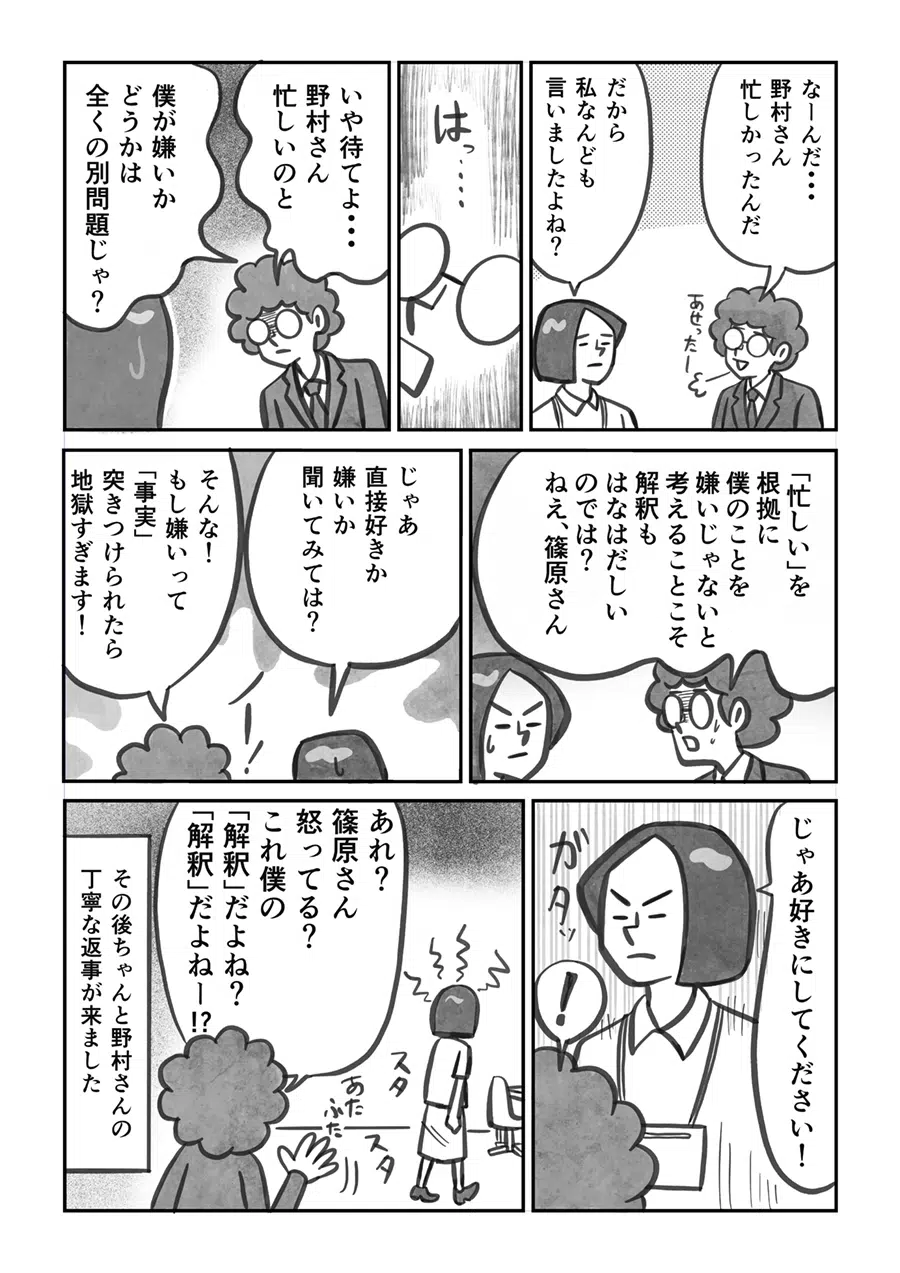 なーんだ・・・
野村さん
忙しかったんだ
あせったー
だから
私なんども
言いましたよね？
はっ・・・・
いや待てよ・・・
野村さん
忙しいのと
僕が嫌いか
どうかは
全くの別問題じゃ？
「忙しい」を
根拠に
僕のことを
嫌いじゃないと
考えることこそ
解釈も
はなはだしい
のでは？
ねえ、篠原さん
じゃあ
直接好きか
嫌いか
聞いてみては？
そんな！
もし嫌いって
「事実」
突きつけられたら
地獄すぎます！
！
じゃあ好きにしてください！
ガタッ
！
あれ？
篠原さん
怒ってる？
これ僕の
「解釈」だよね？
「解釈」だよねー!?
スタ
スタ
あた
ふた
その後ちゃんと野村さんの
丁寧な返事が来ました